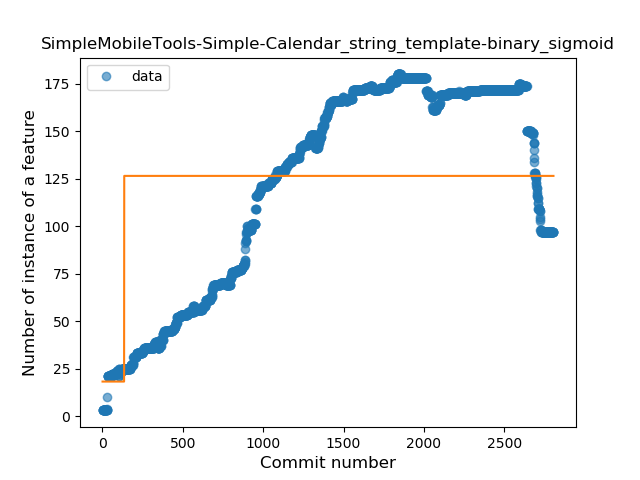 SimpleMobileTools-Simple-Calendar_string_template-binary_sigmoid
data
Number of instance of a feature
175
150
125
100
75
50
25
0
0 500 1000 1500 2000 2500
Commit number